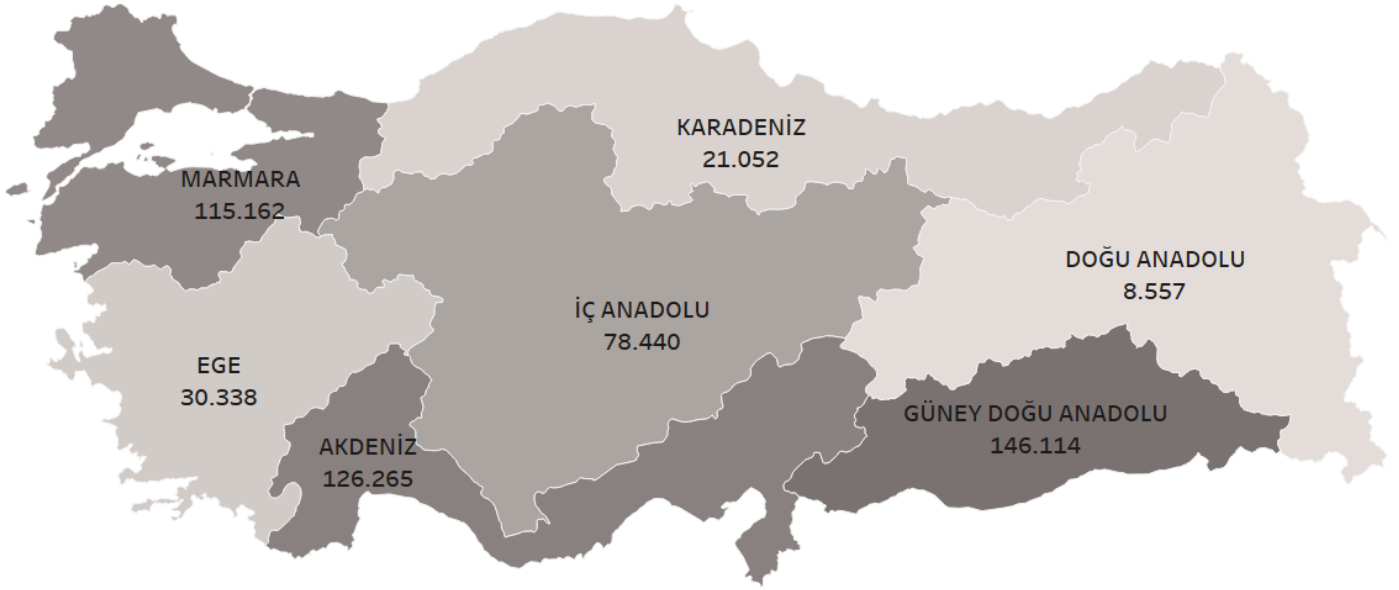 KARADENİZ
21.052
MARMARA
115.162
DOĞU ANADOLU
8.557
İÇ ANADOLU
78.440
EGE
30.338
GÜNEY DOĞU ANADOLU
146.114
AKDENİZ
126.265